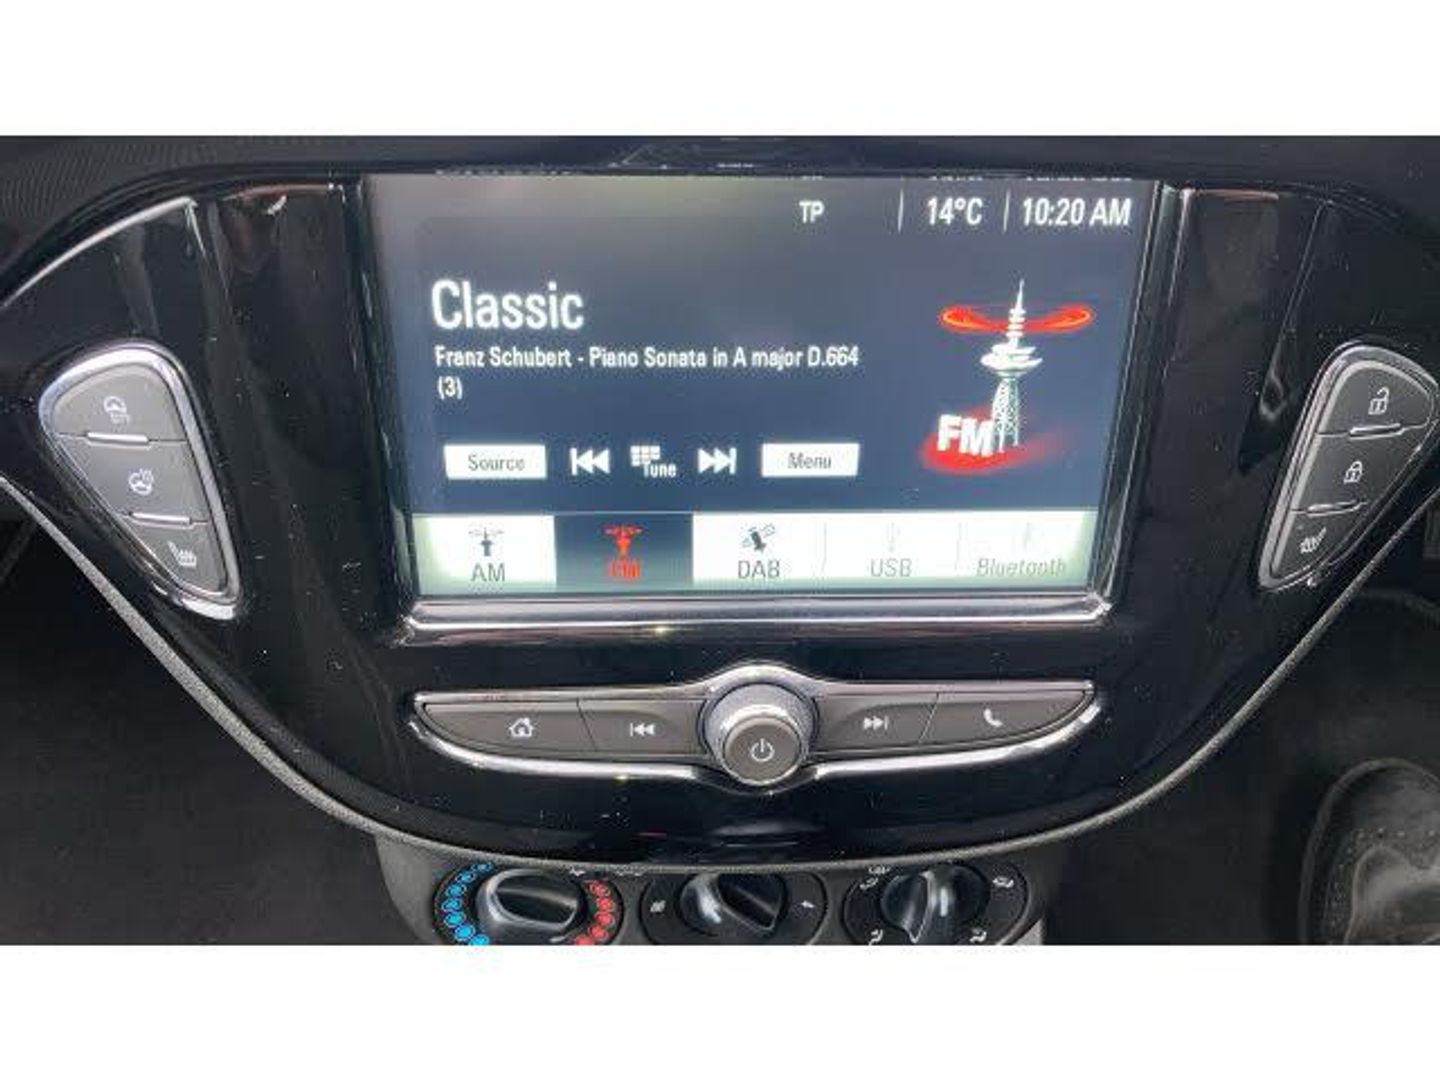 TP 14°C 10:20 AM
Classic
Franz Schubert - Piano Sonata in A major D.664
(3)
Source Tune Menu
FM
AM FM DAB USB Bluetooth